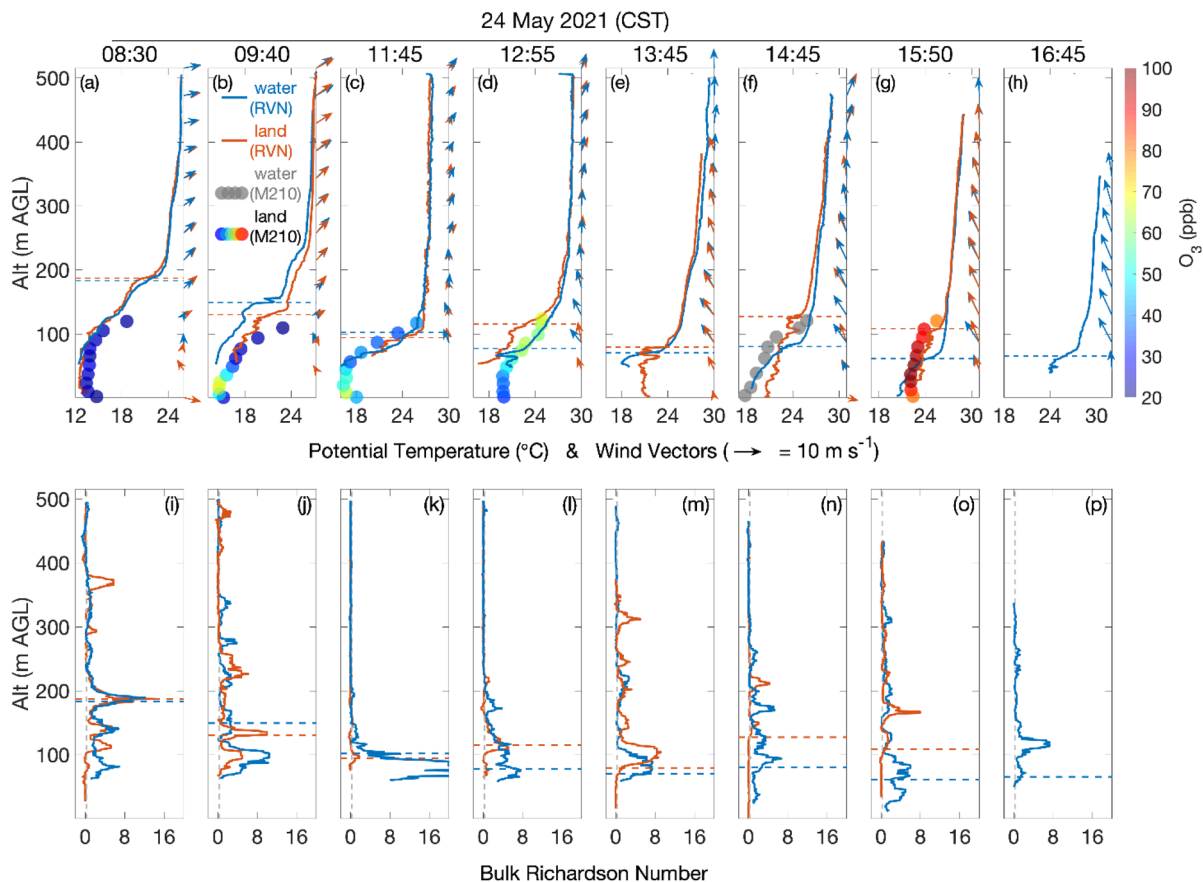 24 May 2021 (CST)
08:30 09:40 11:45 12:55 13:45 14:45 15:50 16:45
(a) (b) (c) (d) (e) (f) (g) (h)
water
(RVN)
land
(RVN)
water
(M210)
land
(M210)
500
400
300
200
100
0
Alt (m AGL)
12 18 24 18 24 18 24 30 18 24 30 18 24 30 18 24 30 18 24 30 18 24 30
100
90
80
70
60
50
40
30
20
O3 (ppb)
Potential Temperature (°C) & Wind Vectors ( → = 10 m s⁻¹)
(i) (j) (k) (l) (m) (n) (o) (p)
500
400
300
200
100
Alt (m AGL)
0 8 16 0 8 16 0 8 16 0 8 16 0 8 16 0 8 16 0 8 16 0 8 16
Bulk Richardson Number